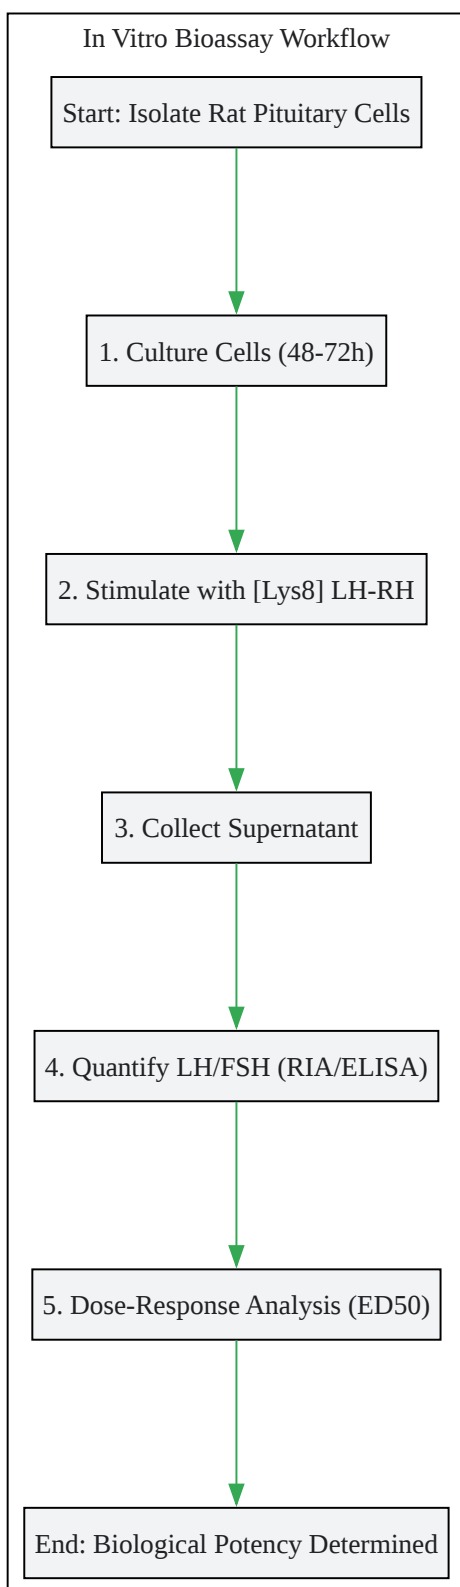 In Vitro Bioassay Workflow
Start: Isolate Rat Pituitary Cells
1. Culture Cells (48-72h)
2. Stimulate with [Lys8] LH-RH
3. Collect Supernatant
4. Quantify LH/FSH (RIA/ELISA)
5. Dose-Response Analysis (ED50)
End: Biological Potency Determined